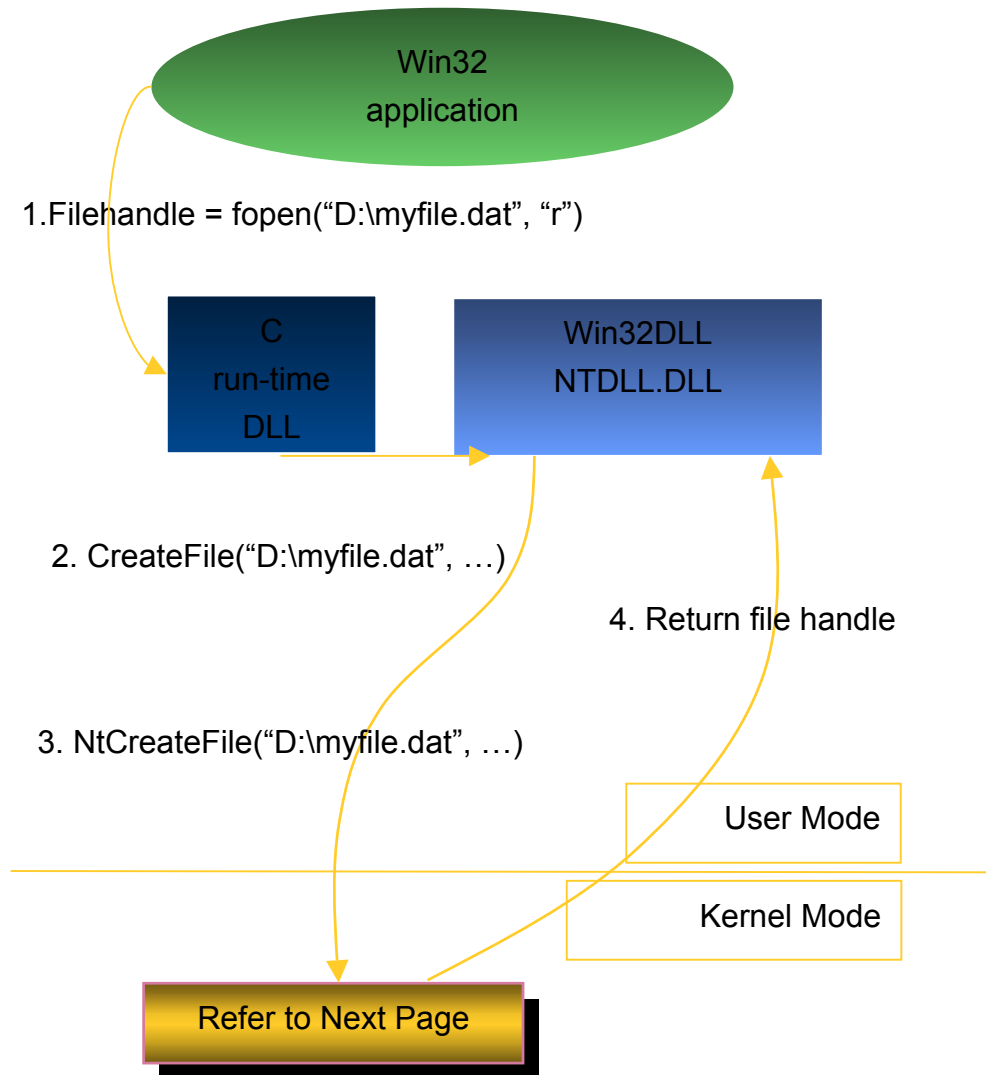 Win32
application
1.Filehandle = fopen(“D:\myfile.dat”, “r”)
C
run-time
DLL
Win32DLL
NTDLL.DLL
2. CreateFile(“D:\myfile.dat”, …)
4. Return file handle
3. NtCreateFile(“D:\myfile.dat”, …)
User Mode
Kernel Mode
Refer to Next Page